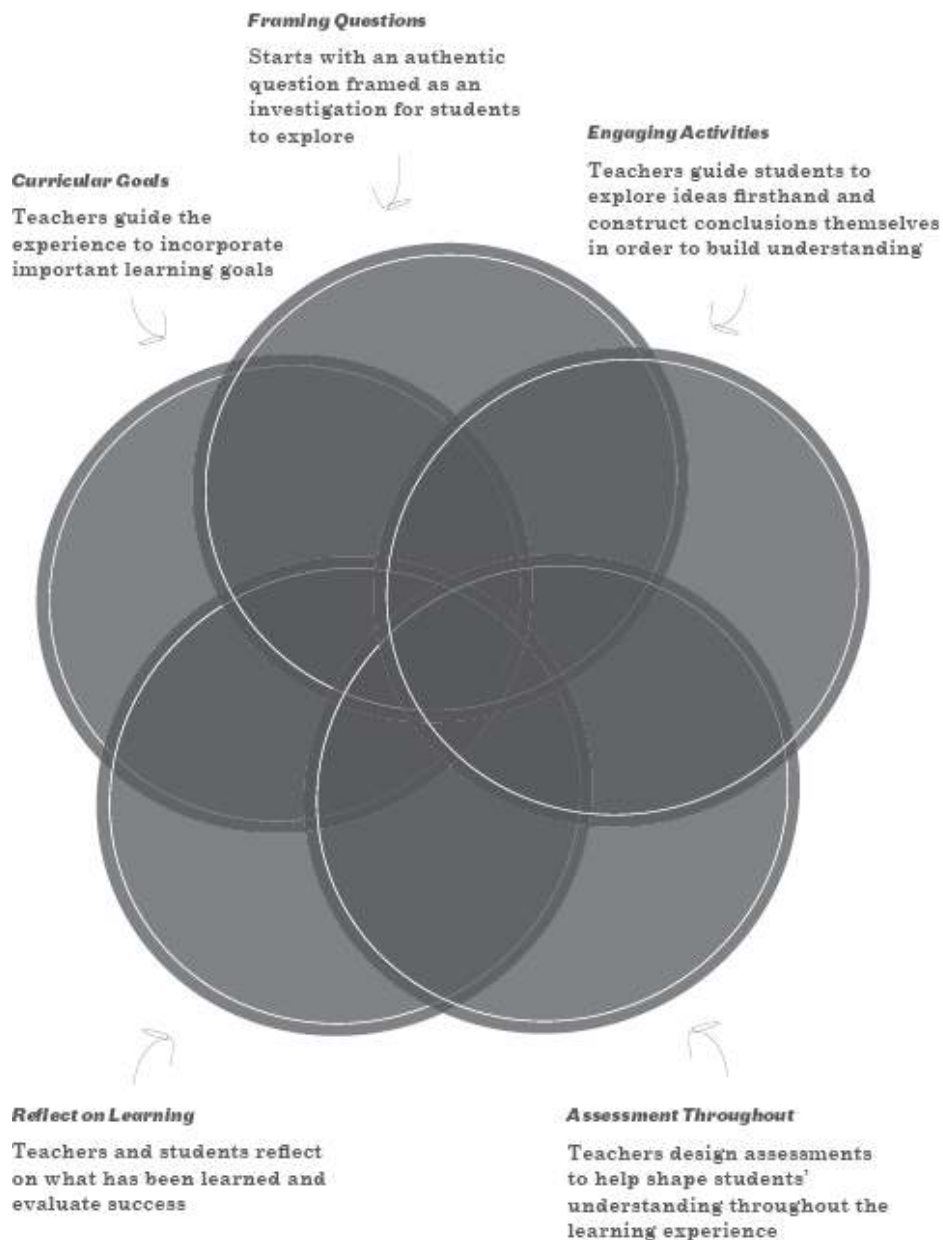 Framing Questions
Starts with an authentic
question framed as an
investigation for students
to explore
Engaging Activities
Teachers guide students to
explore ideas firsthand and
construct conclusions themselves
in order to build understanding
Curricular Goals
Teachers guide the
experience to incorporate
important learning goals
Reflect on Learning
Teachers and students reflect
on what has been learned and
evaluate success
Assessment Throughout
Teachers design assessments
to help shape students’
understanding throughout the
learning experience